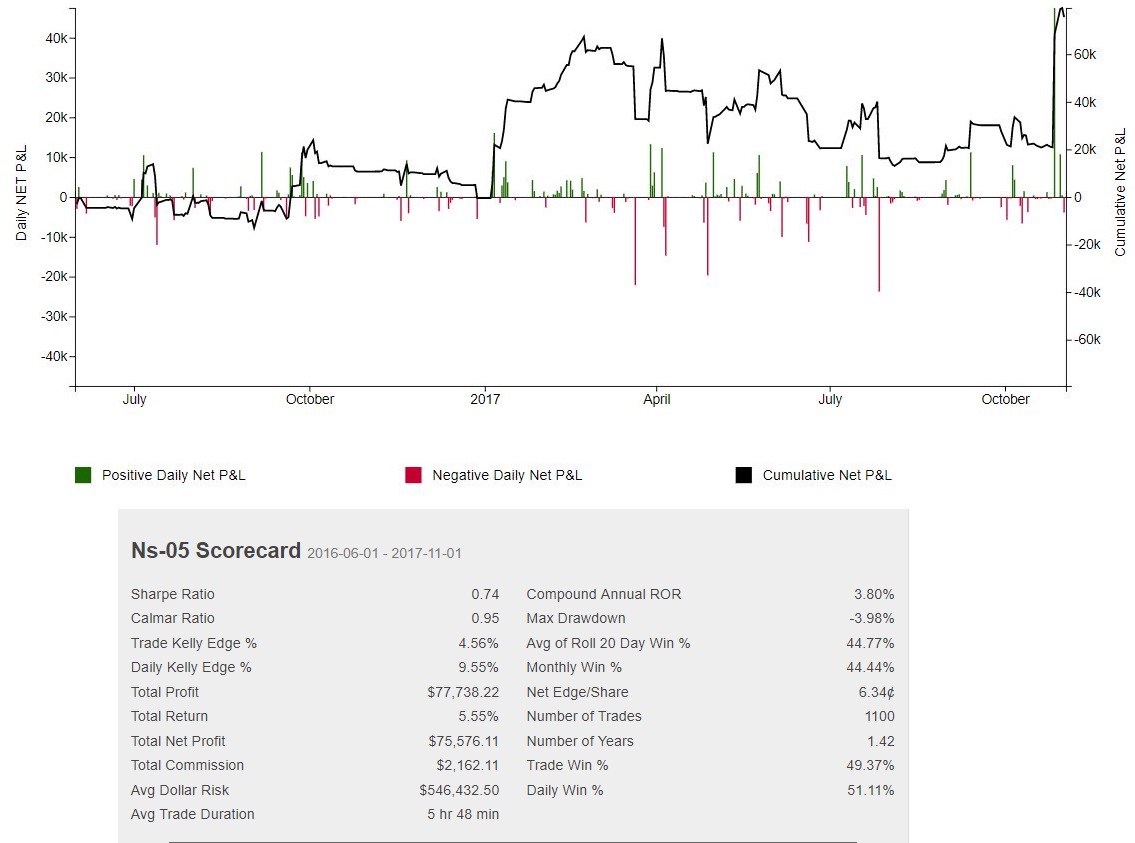 40k
30k
20k
10k
0
-10k
-20k
-30k
-40k
Daily NET P&L
60k
40k
20k
0
-20k
-40k
-60k
Cumulative Net P&L
July October 2017 April July October
Positive Daily Net P&L Negative Daily Net P&L Cumulative Net P&L
Ns-05 Scorecard 2016-06-01 - 2017-11-01
Sharpe Ratio 0.74 Compound Annual ROR 3.80%
Calmar Ratio 0.95 Max Drawdown -3.98%
Trade Kelly Edge % 4.56% Avg of Roll 20 Day Win % 44.77%
Daily Kelly Edge % 9.55% Monthly Win % 44.44%
Total Profit $77,738.22 Net Edge/Share 6.34¢
Total Return 5.55% Number of Trades 1100
Total Net Profit $75,576.11 Number of Years 1.42
Total Commission $2,162.11 Trade Win % 49.37%
Avg Dollar Risk $546,432.50 Daily Win % 51.11%
Avg Trade Duration 5 hr 48 min